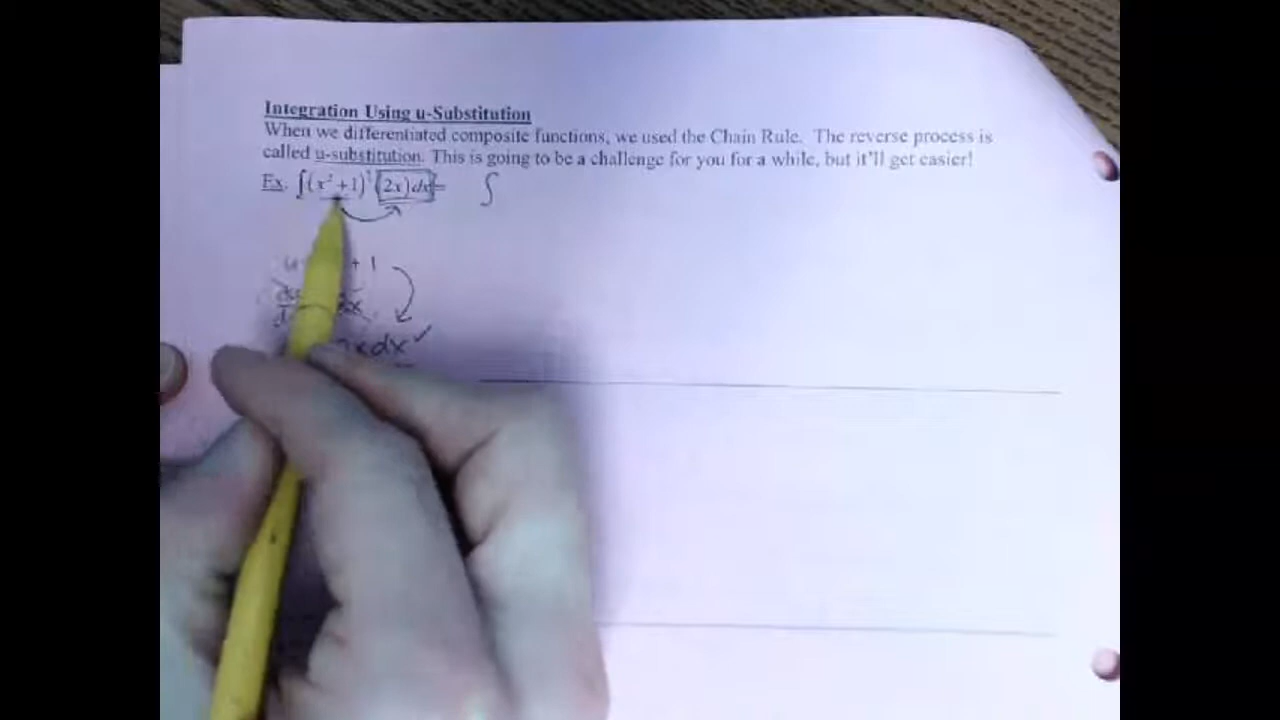 Integration Using u-Substitution
When we differentiated composite functions, we used the Chain Rule. The reverse process is
called u-substitution. This is going to be a challenge for you for a while, but it'll get easier!
Ex. ∫(x² + 1) (2x)dx = ∫
u + 1
dx